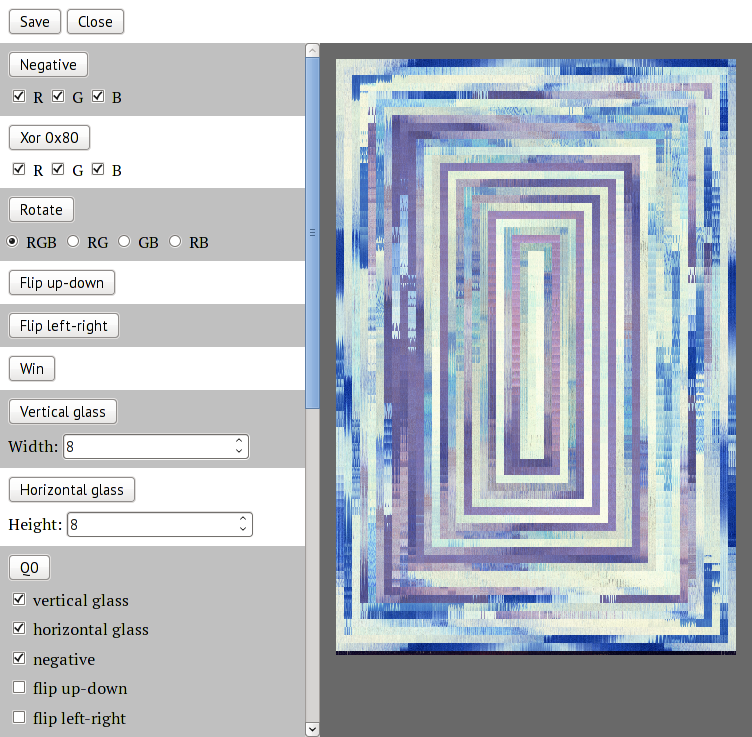 Save Close
Negative
R G B
Xor 0x80
R G B
Rotate
RGB RG GB RB
Flip up-down
Flip left-right
Win
Vertical glass
Width: 8
Horizontal glass
Height: 8
Q0
vertical glass
horizontal glass
negative
flip up-down
flip left-right